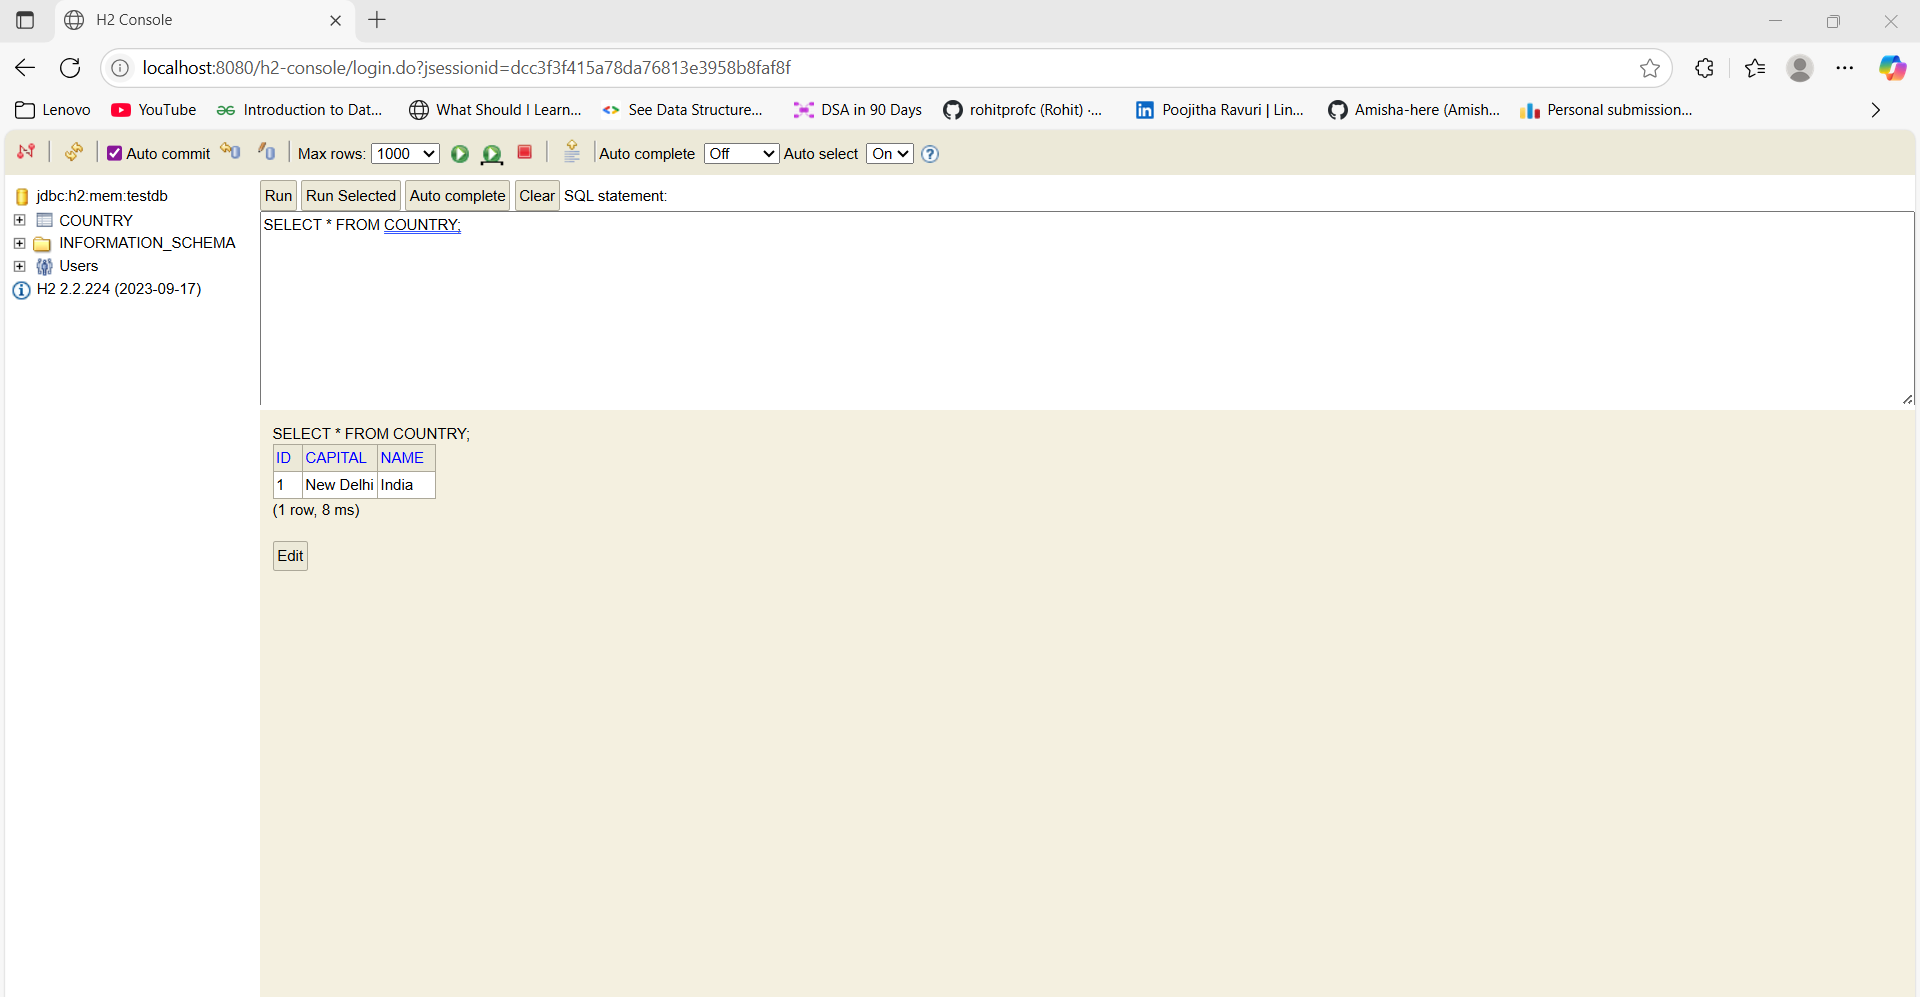 H2 Console
localhost:8080/h2-console/login.do?jsessionid=dcc3f3f415a78da76813e3958b8faf8f
Lenovo YouTube Introduction to Dat... What Should I Learn... See Data Structure... DSA in 90 Days rohitprofc (Rohit) ·... Poojitha Ravuri | Lin... Amisha-here (Amish... Personal submission...
Auto commit Max rows: 1000 Auto complete Off Auto select On ?
jdbc:h2:mem:testdb
COUNTRY
INFORMATION_SCHEMA
Users
H2 2.2.224 (2023-09-17)
Run Run Selected Auto complete Clear SQL statement:
SELECT * FROM COUNTRY;
SELECT * FROM COUNTRY;
ID CAPITAL NAME
1 New Delhi India
(1 row, 8 ms)
Edit